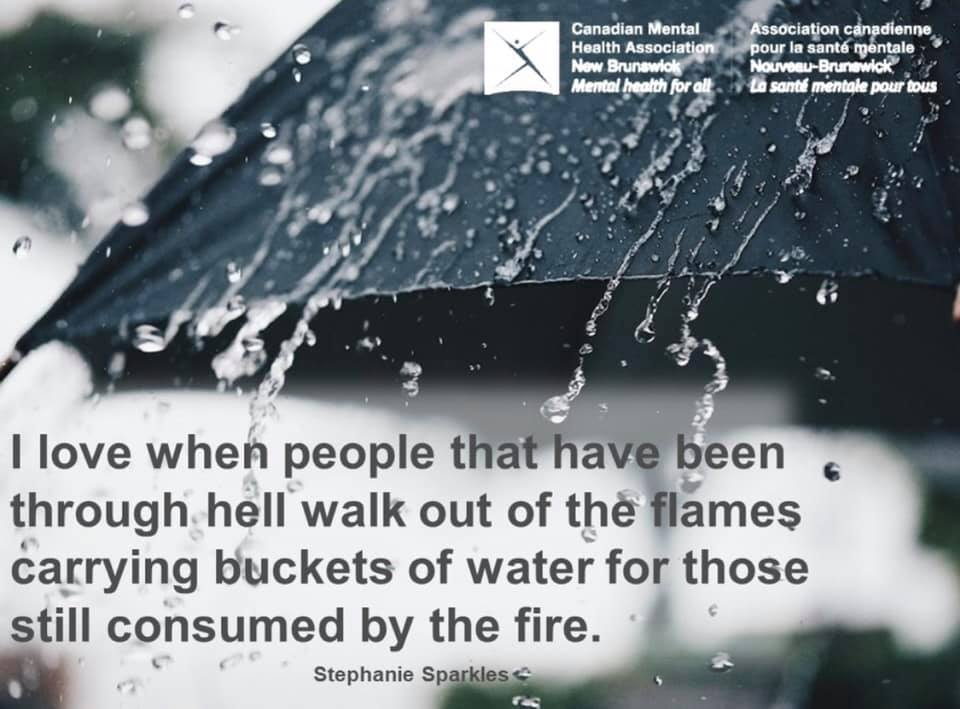 Canadian Mental
Health Association
New Brunswick
Mental health for all
Association canadienne
pour la santé mentale
Nouveau-Brunswick
La santé mentale pour tous
I love when people that have been
through hell walk out of the flames
carrying buckets of water for those
still consumed by the fire.
Stephanie Sparkles